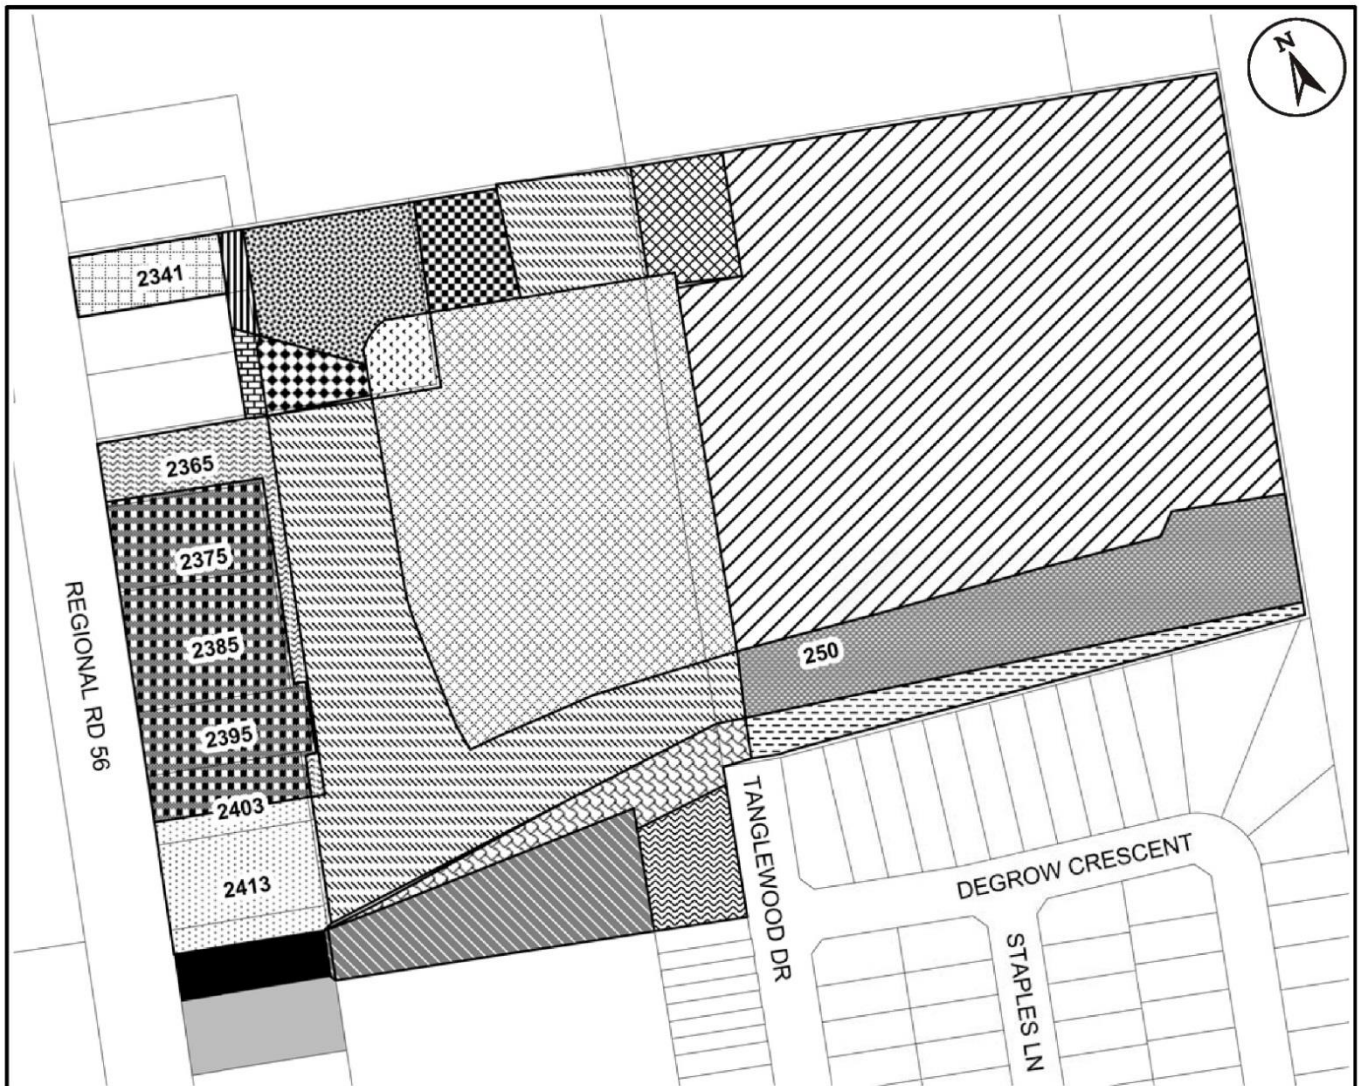 N
2341
2365
2375
2385
2395
2403
2413
250
REGIONAL RD 56
TANGLEWOOD DR
DEGROW CRESCENT
STAPLES LN